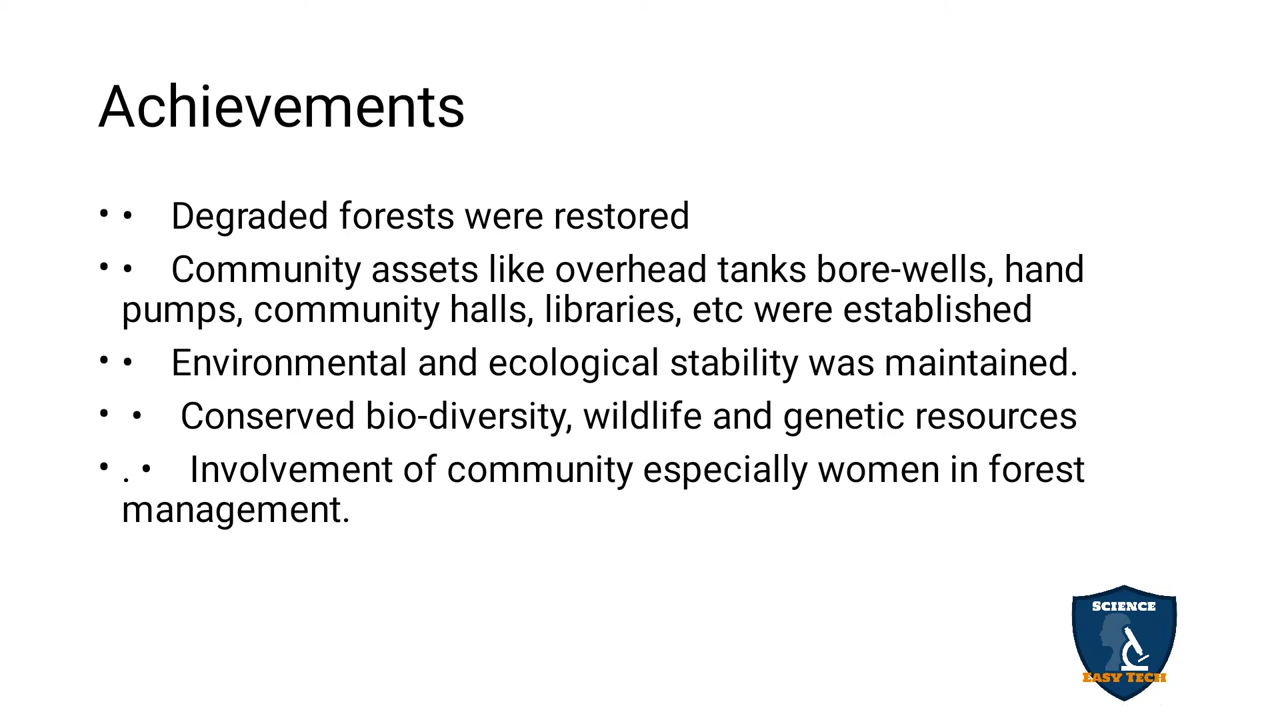 Achievements
• • Degraded forests were restored
• • Community assets like overhead tanks bore-wells, hand
pumps, community halls, libraries, etc were established
• • Environmental and ecological stability was maintained.
• • Conserved bio-diversity, wildlife and genetic resources
• . • Involvement of community especially women in forest
management.
SCIENCE
EASY TECH